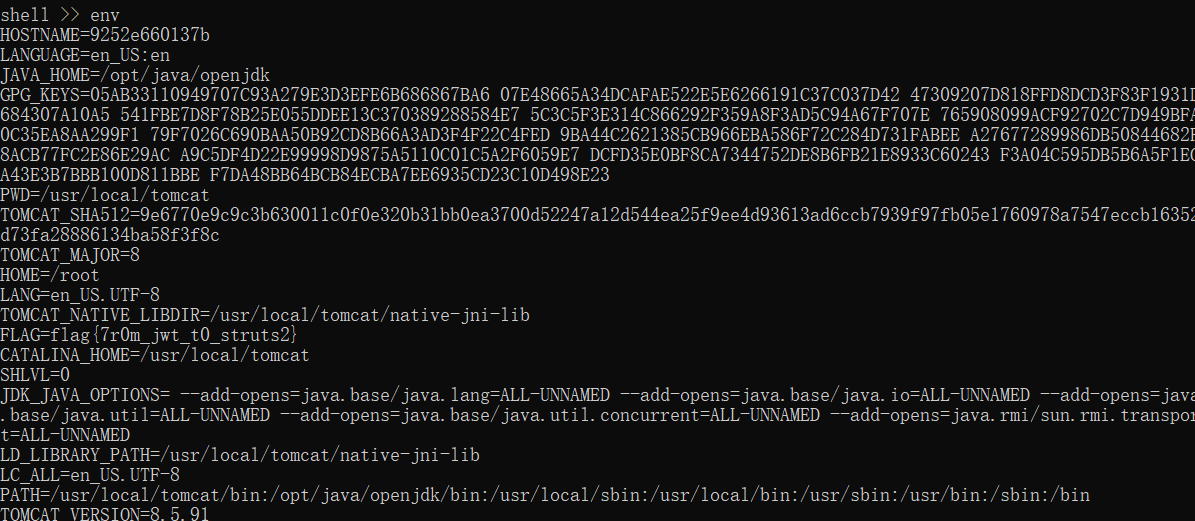 shell >> env
HOSTNAME=9252e660137b
LANGUAGE=en_US:en
JAVA_HOME=/opt/java/openjdk
GPG_KEYS=05AB33110949707C93A279E3D3EFE6B686867BA6 07E48665A34DCAFAE522E5E6266191C37C037D42 47309207D818FFD8DCD3F83F1931D
684307A10A5 541FBE7D8F78B25E055DDEE13C370389288584E7 5C3C5F3E314C866292F359A8F3AD5C94A67F707E 765908099ACF92702C7D949BFA
0C35EA8AA299F1 79F7026C690BAA50B92CD8B66A3AD3F4F22C4FED 9BA44C2621385CB966EBA586F72C284D731FABEE A27677289986DB50844682B
8ACB77FC2E86E29AC A9C5DF4D22E99998D9875A5110C01C5A2F6059E7 DCFD35E0BF8CA7344752DE8B6FB21E8933C60243 F3A04C595DB5B6A5F1EC
A43E3B7BBB100D811BBE F7DA48BB64BCB84ECBA7EE6935CD23C10D498E23
PWD=/usr/local/tomcat
TOMCAT_SHA512=9e6770e9c9c3b630011c0f0e320b31bb0ea3700d52247a12d544ea25f9ee4d93613ad6ccb7939f97fb05e1760978a7547eccb16352
d73fa28886134ba58f3f8c
TOMCAT_MAJOR=8
HOME=/root
LANG=en_US.UTF-8
TOMCAT_NATIVE_LIBDIR=/usr/local/tomcat/native-jni-lib
FLAG=flag{7r0m_jwt_t0_struts2}
CATALINA_HOME=/usr/local/tomcat
SHLVL=0
JDK_JAVA_OPTIONS= --add-opens=java.base/java.lang=ALL-UNNAMED --add-opens=java.base/java.io=ALL-UNNAMED --add-opens=java
.base/java.util=ALL-UNNAMED --add-opens=java.base/java.util.concurrent=ALL-UNNAMED --add-opens=java.rmi/sun.rmi.transpor
t=ALL-UNNAMED
LD_LIBRARY_PATH=/usr/local/tomcat/native-jni-lib
LC_ALL=en_US.UTF-8
PATH=/usr/local/tomcat/bin:/opt/java/openjdk/bin:/usr/local/sbin:/usr/local/bin:/usr/sbin:/usr/bin:/sbin:/bin
TOMCAT_VERSION=8.5.91